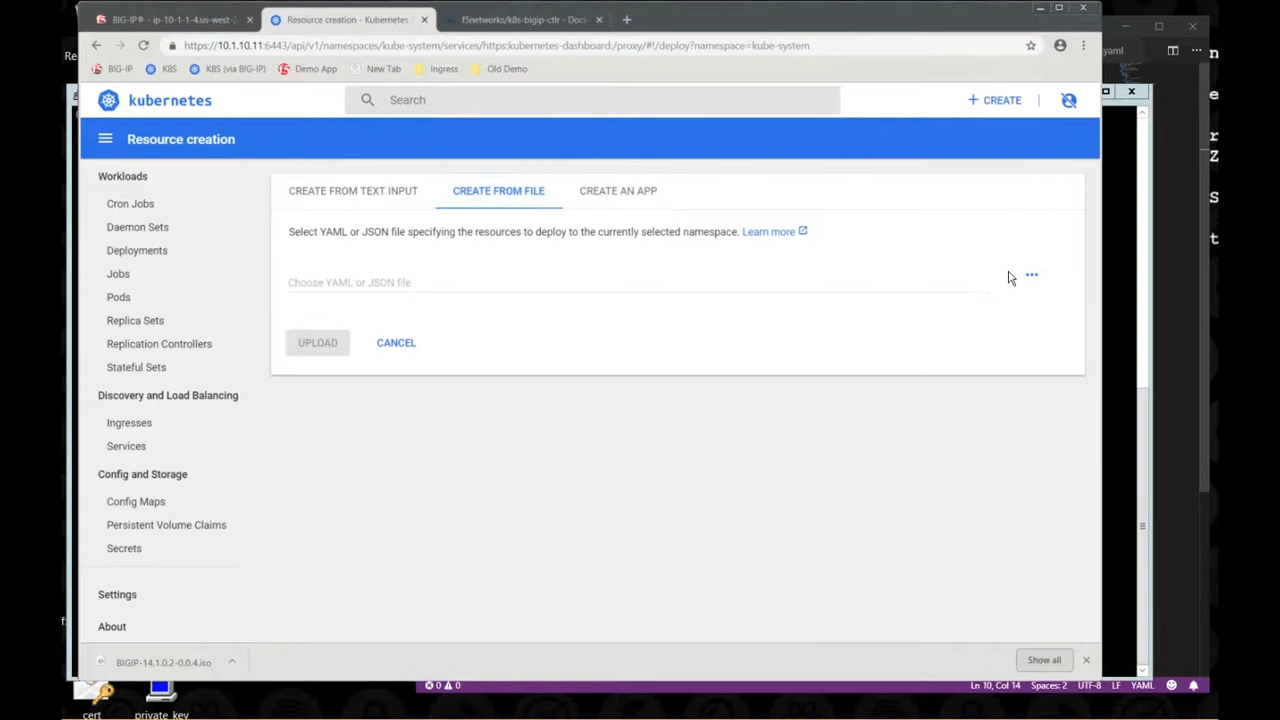 BIG-IP® - ip-10-1-1-4.us-west-
Resource creation - Kubernetes
f5networks/k8s-bigip-ctlr - Dock
https://10.1.10.11:6443/api/v1/namespaces/kube-system/services/https:kubernetes-dashboard:/proxy/#!/deploy?namespace=kube-system
BIG-IP
K8S
K8S (via BIG-IP)
Demo App
New Tab
Ingress
Old Demo
yaml
kubernetes
Search
+ CREATE
Resource creation
Workloads
Cron Jobs
Daemon Sets
Deployments
Jobs
Pods
Replica Sets
Replication Controllers
Stateful Sets
Discovery and Load Balancing
Ingresses
Services
Config and Storage
Config Maps
Persistent Volume Claims
Secrets
Settings
About
CREATE FROM TEXT INPUT
CREATE FROM FILE
CREATE AN APP
Select YAML or JSON file specifying the resources to deploy to the currently selected namespace. Learn more
Choose YAML or JSON file
UPLOAD
CANCEL
BIGIP-14.1.0.2-0.0.4.iso
Show all
0 0
Ln 10, Col 14
Spaces: 2
UTF-8
LF
YAML
cert
private_key